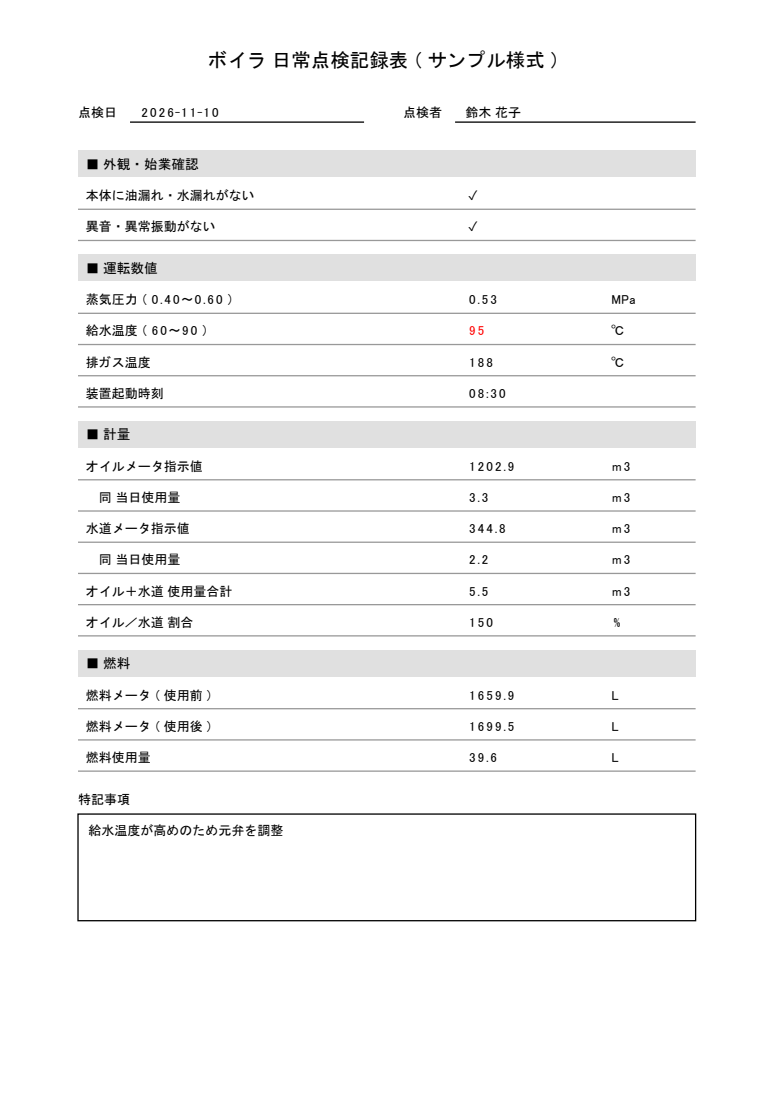 ボイラ 日常点検記録表（サンプル様式）
点検日 2026-11-10 点検者 鈴木 花子
■ 外観・始業確認
本体に油漏れ・水漏れがない ✓
異音・異常振動がない ✓
■ 運転数値
蒸気圧力（0.40〜0.60） 0.53 MPa
給水温度（60〜90） 95 ℃
排ガス温度 188 ℃
装置起動時刻 08:30
■ 計量
オイルメータ指示値 1202.9 m3
同 当日使用量 3.3 m3
水道メータ指示値 344.8 m3
同 当日使用量 2.2 m3
オイル＋水道 使用量合計 5.5 m3
オイル／水道 割合 150 %
■ 燃料
燃料メータ（使用前） 1659.9 L
燃料メータ（使用後） 1699.5 L
燃料使用量 39.6 L
特記事項
給水温度が高めのため元弁を調整